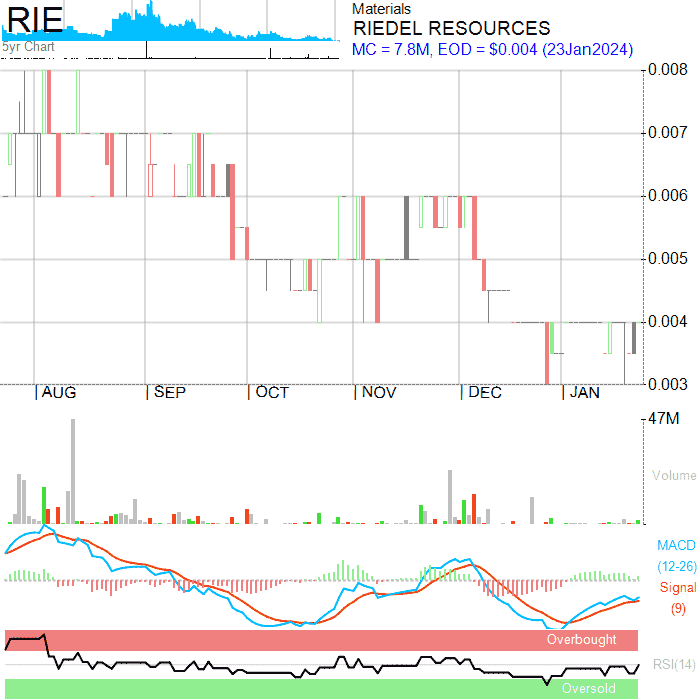 RIE
5yr Chart
Materials
RIEDEL RESOURCES
MC = 7.8M, EOD = $0.004 (23Jan2024)
0.008
0.007
0.006
0.005
0.004
0.003
|AUG |SEP |OCT |NOV |DEC |JAN
47M
Volume
MACD
(12-26)
Signal
(9)
Overbought
RSI(14)
Oversold